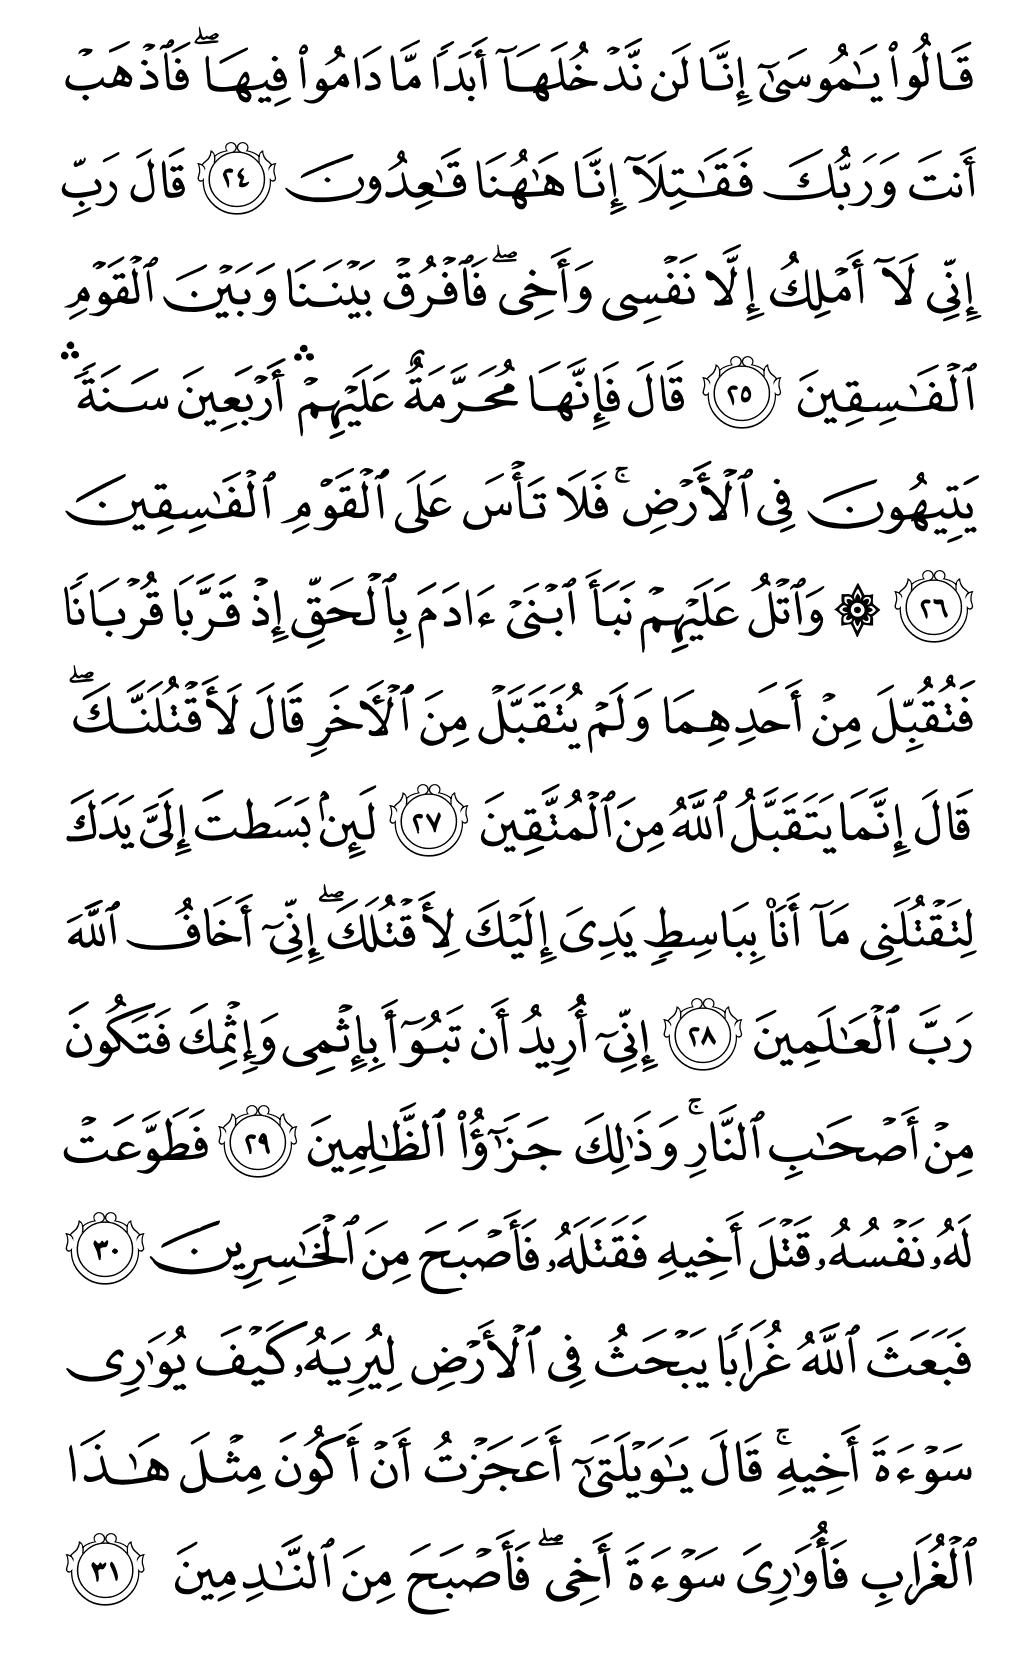 قَالُوا۟ يَـٰمُوسَىٰٓ إِنَّا لَن نَّدۡخُلَهَآ أَبَدًا مَّا دَامُوا۟ فِيهَا ۖ فَٱذۡهَبۡ
أَنتَ وَرَبُّكَ فَقَـٰتِلَآ إِنَّا هَـٰهُنَا قَـٰعِدُونَ ٢٤ قَالَ رَبِّ
إِنِّى لَآ أَمۡلِكُ إِلَّا نَفۡسِى وَأَخِى ۖ فَٱفۡرُقۡ بَيۡنَنَا وَبَيۡنَ ٱلۡقَوۡمِ
ٱلۡفَـٰسِقِينَ ٢٥ قَالَ فَإِنَّهَا مُحَرَّمَةٌ عَلَيۡهِمۡ ۛ أَرۡبَعِينَ سَنَةً ۛ
يَتِيهُونَ فِى ٱلۡأَرۡضِ ۚ فَلَا تَأۡسَ عَلَى ٱلۡقَوۡمِ ٱلۡفَـٰسِقِينَ
٢٦ ۞ وَٱتۡلُ عَلَيۡهِمۡ نَبَأَ ٱبۡنَىۡ ءَادَمَ بِٱلۡحَقِّ إِذۡ قَرَّبَا قُرۡبَانًا
فَتُقُبِّلَ مِنۡ أَحَدِهِمَا وَلَمۡ يُتَقَبَّلۡ مِنَ ٱلۡـَٔاخَرِ قَالَ لَأَقۡتُلَنَّكَ ۖ
قَالَ إِنَّمَا يَتَقَبَّلُ ٱللَّهُ مِنَ ٱلۡمُتَّقِينَ ٢٧ لَئِنۢ بَسَطتَ إِلَىَّ يَدَكَ
لِتَقۡتُلَنِى مَآ أَنَا۠ بِبَاسِطٍ يَدِىَ إِلَيۡكَ لِأَقۡتُلَكَ ۖ إِنِّىٓ أَخَافُ ٱللَّهَ
رَبَّ ٱلۡعَـٰلَمِينَ ٢٨ إِنِّىٓ أُرِيدُ أَن تَبُوٓأَ بِإِثۡمِى وَإِثۡمِكَ فَتَكُونَ
مِنۡ أَصۡحَـٰبِ ٱلنَّارِ ۚ وَذَٰلِكَ جَزَٰٓؤُا۟ ٱلظَّـٰلِمِينَ ٢٩ فَطَوَّعَتۡ
لَهُۥ نَفۡسُهُۥ قَتۡلَ أَخِيهِ فَقَتَلَهُۥ فَأَصۡبَحَ مِنَ ٱلۡخَـٰسِرِينَ ٣٠
فَبَعَثَ ٱللَّهُ غُرَابًا يَبۡحَثُ فِى ٱلۡأَرۡضِ لِيُرِيَهُۥ كَيۡفَ يُوَٰرِى
سَوۡءَةَ أَخِيهِ ۚ قَالَ يَـٰوَيۡلَتَىٰٓ أَعَجَزۡتُ أَنۡ أَكُونَ مِثۡلَ هَـٰذَا
ٱلۡغُرَابِ فَأُوَٰرِىَ سَوۡءَةَ أَخِى ۖ فَأَصۡبَحَ مِنَ ٱلنَّـٰدِمِينَ ٣١